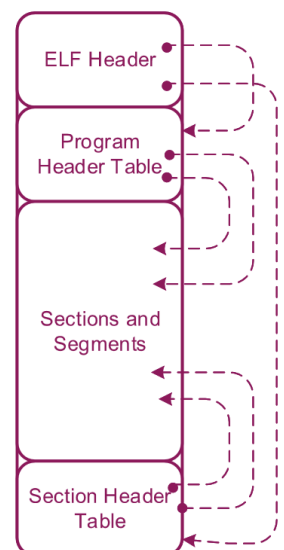 ELF Header
Program
Header Table
Sections and
Segments
Section Header
Table